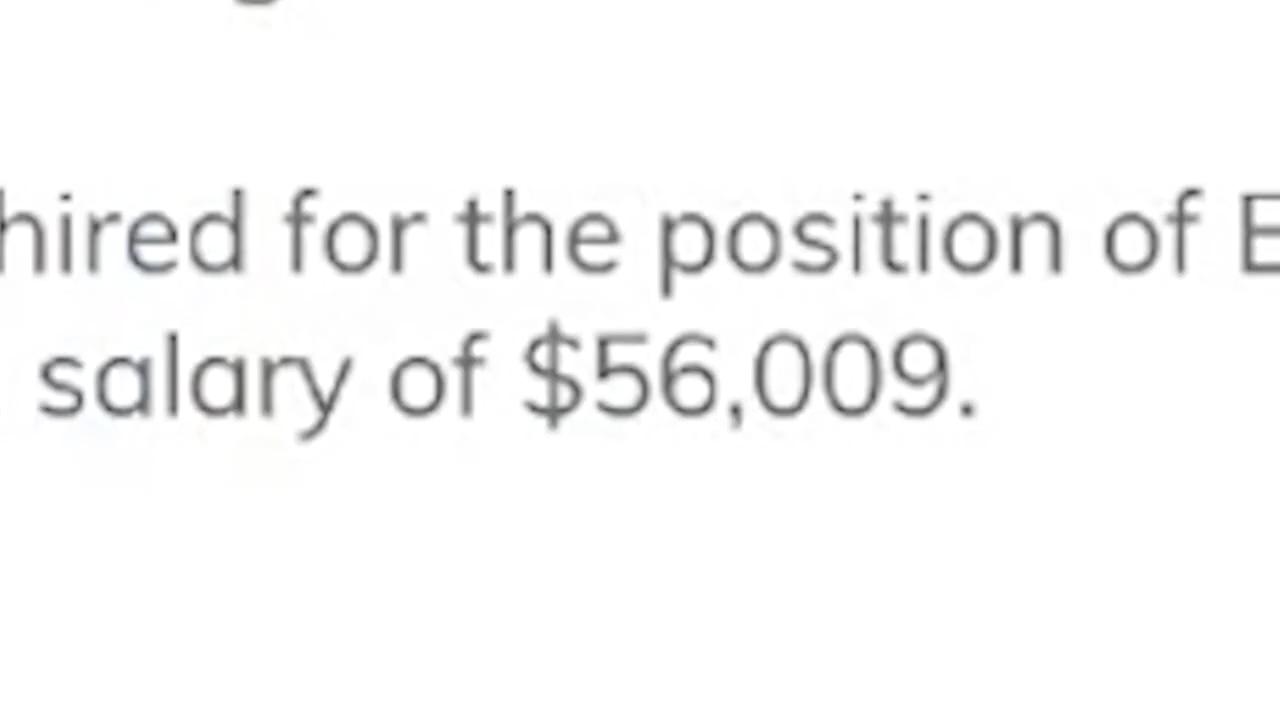 hired for the position of E
salary of $56,009.